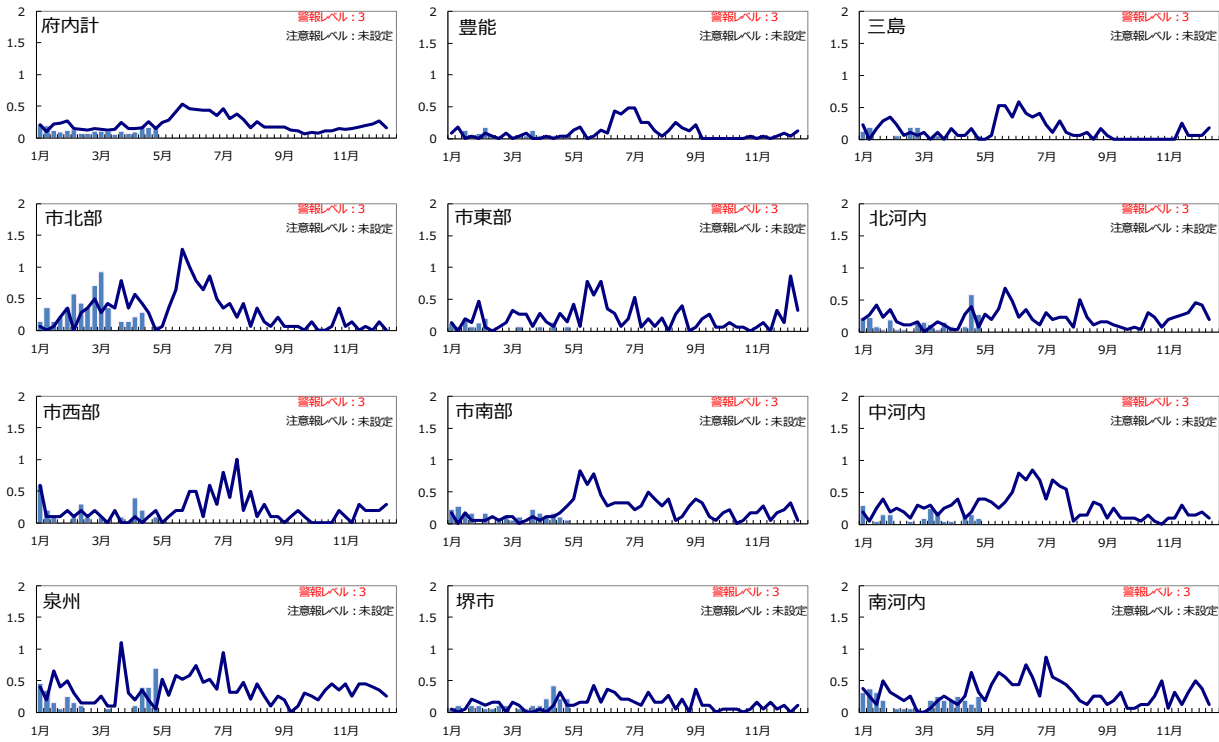 府内計
警報レベル：3
注意報レベル：未設定
2
1.5
1
0.5
0
1月 3月 5月 7月 9月 11月
豊能
警報レベル：3
注意報レベル：未設定
2
1.5
1
0.5
0
1月 3月 5月 7月 9月 11月
三島
警報レベル：3
注意報レベル：未設定
2
1.5
1
0.5
0
1月 3月 5月 7月 9月 11月
市北部
警報レベル：3
注意報レベル：未設定
2
1.5
1
0.5
0
1月 3月 5月 7月 9月 11月
市東部
警報レベル：3
注意報レベル：未設定
2
1.5
1
0.5
0
1月 3月 5月 7月 9月 11月
北河内
警報レベル：3
注意報レベル：未設定
2
1.5
1
0.5
0
1月 3月 5月 7月 9月 11月
市西部
警報レベル：3
注意報レベル：未設定
2
1.5
1
0.5
0
1月 3月 5月 7月 9月 11月
市南部
警報レベル：3
注意報レベル：未設定
2
1.5
1
0.5
0
1月 3月 5月 7月 9月 11月
中河内
警報レベル：3
注意報レベル：未設定
2
1.5
1
0.5
0
1月 3月 5月 7月 9月 11月
泉州
警報レベル：3
注意報レベル：未設定
2
1.5
1
0.5
0
1月 3月 5月 7月 9月 11月
堺市
警報レベル：3
注意報レベル：未設定
2
1.5
1
0.5
0
1月 3月 5月 7月 9月 11月
南河内
警報レベル：3
注意報レベル：未設定
2
1.5
1
0.5
0
1月 3月 5月 7月 9月 11月